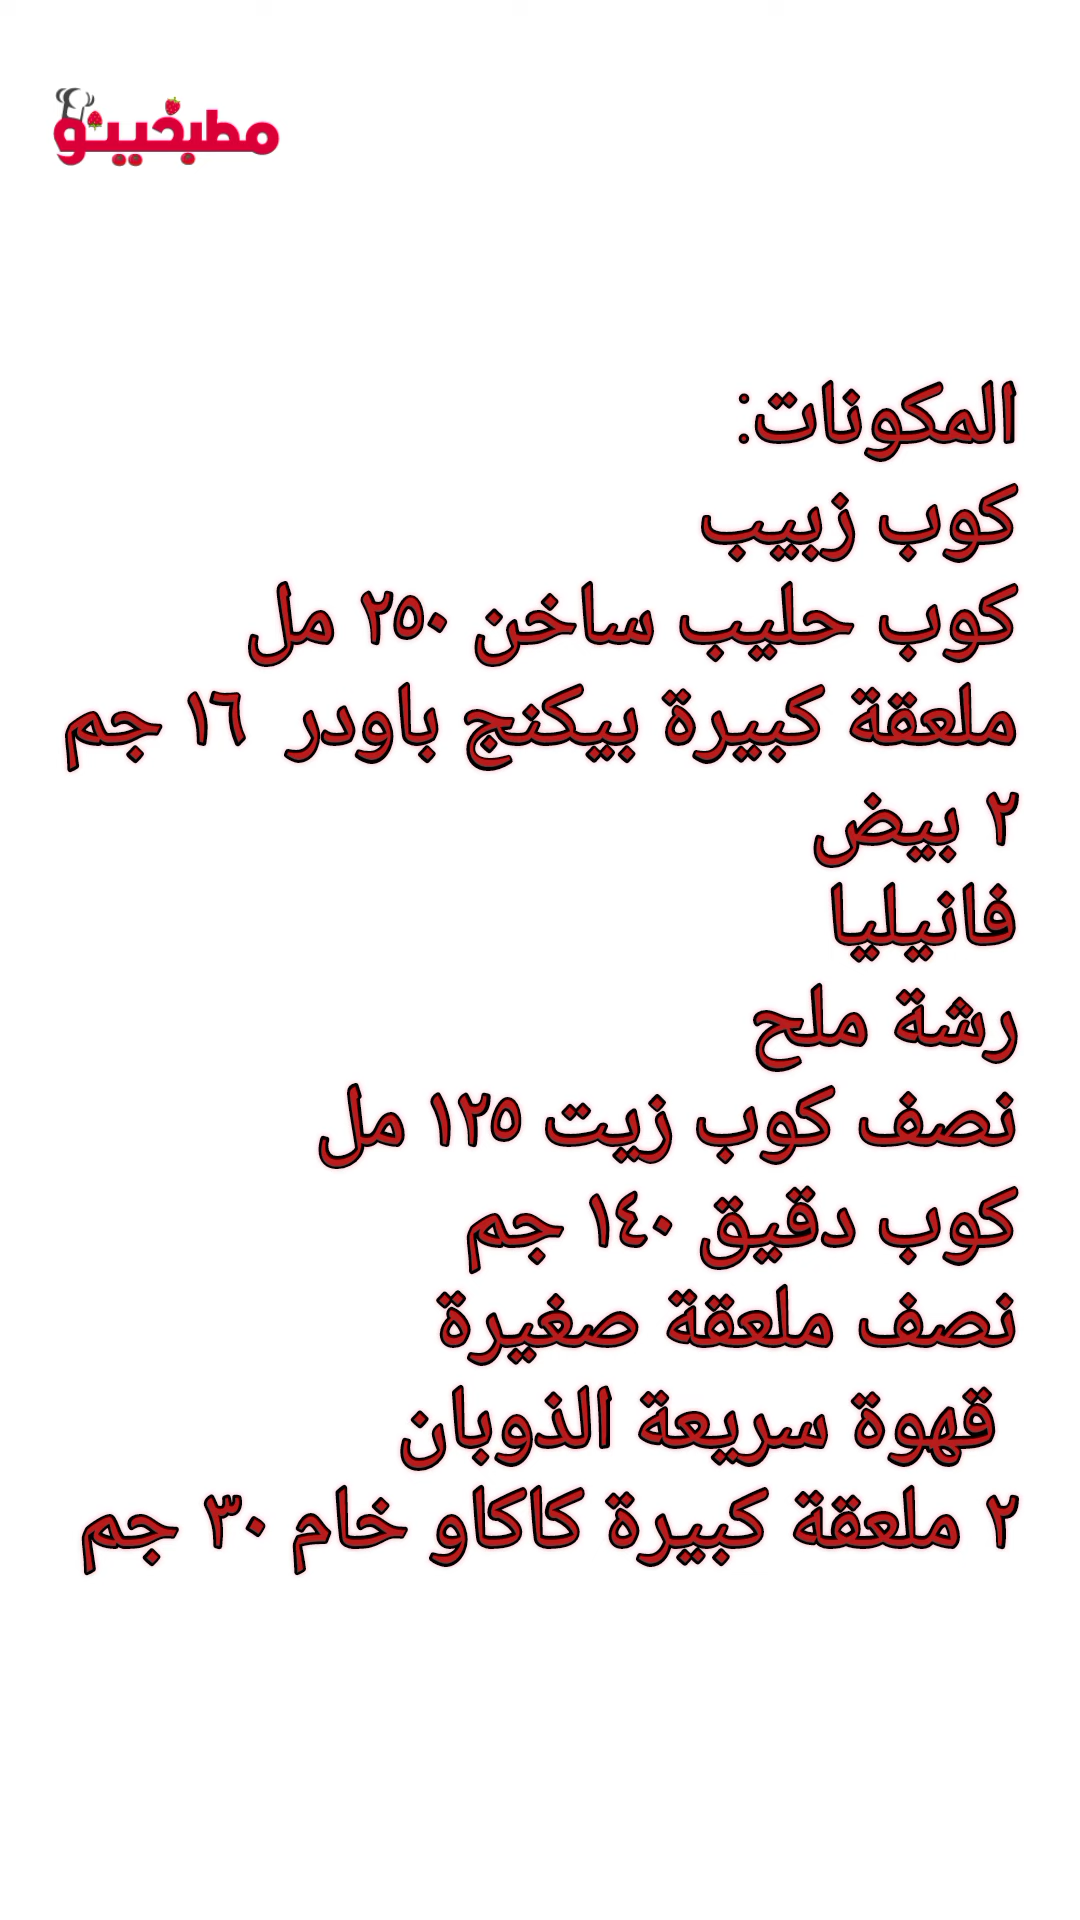 مطبخيينو
المكونات:
كوب زبيب
كوب حليب ساخن ٢٥٠ مل
ملعقة كبيرة بيكنج باودر ١٦ جم
٢ بيض
فانيليا
رشة ملح
نصف كوب زيت ١٢٥ مل
كوب دقيق ١٤٠ جم
نصف ملعقة صغيرة
قهوة سريعة الذوبان
٢ ملعقة كبيرة كاكاو خام ٣٠ جم